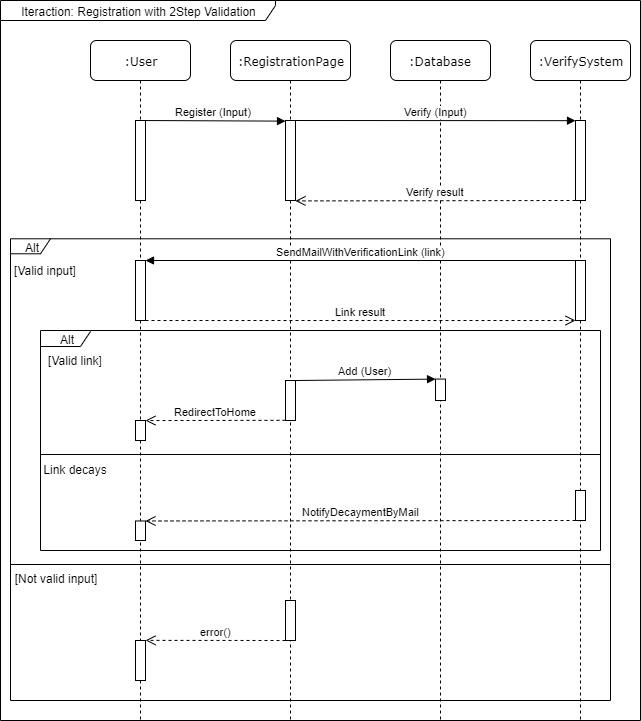 Iteraction: Registration with 2Step Validation
:User
:RegistrationPage
:Database
:VerifySystem
Register (Input)
Verify (Input)
Verify result
Alt
SendMailWithVerificationLink (link)
[Valid input]
Link result
Alt
[Valid link]
Add (User)
RedirectToHome
Link decays
NotifyDecaymentByMail
[Not valid input]
error()